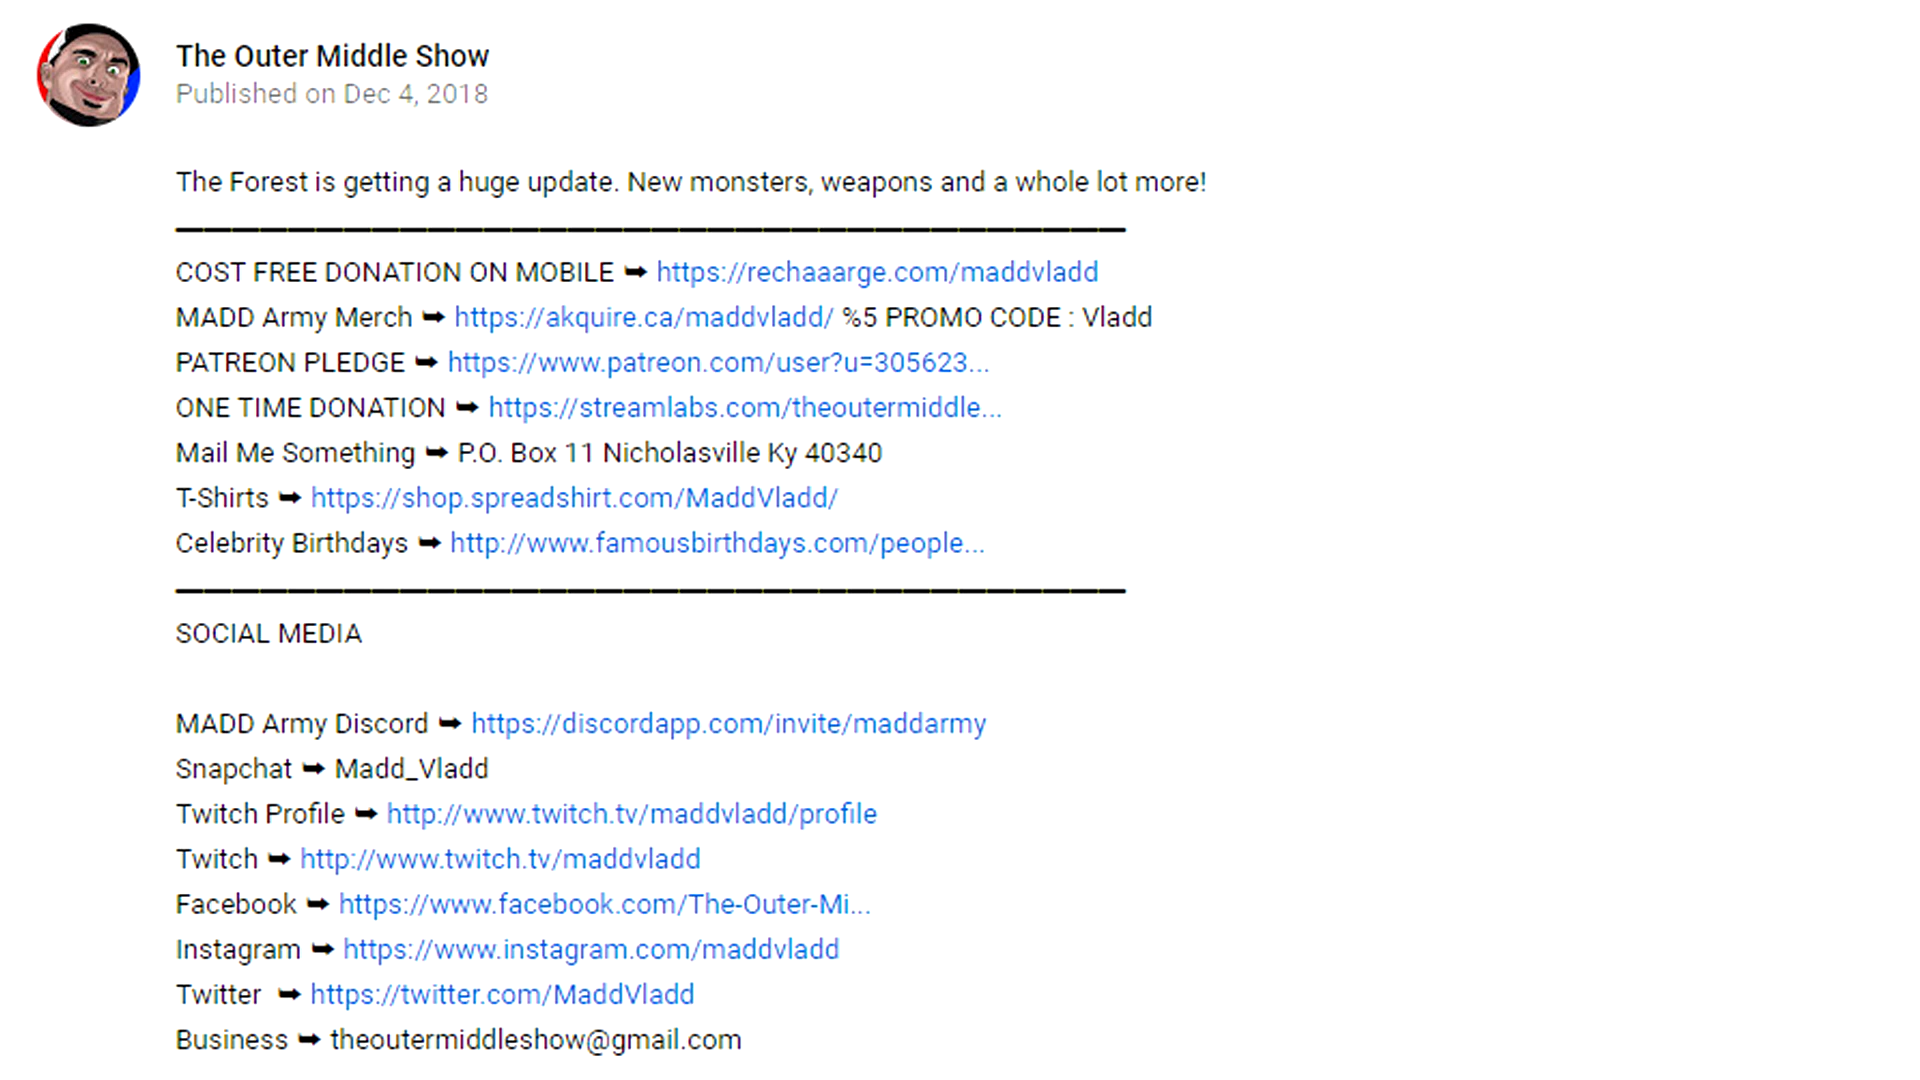 The Outer Middle Show
Published on Dec 4, 2018
The Forest is getting a huge update. New monsters, weapons and a whole lot more!
COST FREE DONATION ON MOBILE ➥ https://rechaaarge.com/maddvladd
MADD Army Merch ➥ https://akquire.ca/maddvladd/ %5 PROMO CODE : Vladd
PATREON PLEDGE ➥ https://www.patreon.com/user?u=305623...
ONE TIME DONATION ➥ https://streamlabs.com/theoutermiddle...
Mail Me Something ➥ P.O. Box 11 Nicholasville Ky 40340
T-Shirts ➥ https://shop.spreadshirt.com/MaddVladd/
Celebrity Birthdays ➥ http://www.famousbirthdays.com/people...
SOCIAL MEDIA
MADD Army Discord ➥ https://discordapp.com/invite/maddarmy
Snapchat ➥ Madd_Vladd
Twitch Profile ➥ http://www.twitch.tv/maddvladd/profile
Twitch ➥ http://www.twitch.tv/maddvladd
Facebook ➥ https://www.facebook.com/The-Outer-Mi...
Instagram ➥ https://www.instagram.com/maddvladd
Twitter ➥ https://twitter.com/MaddVladd
Business ➥ theoutermiddleshow@gmail.com